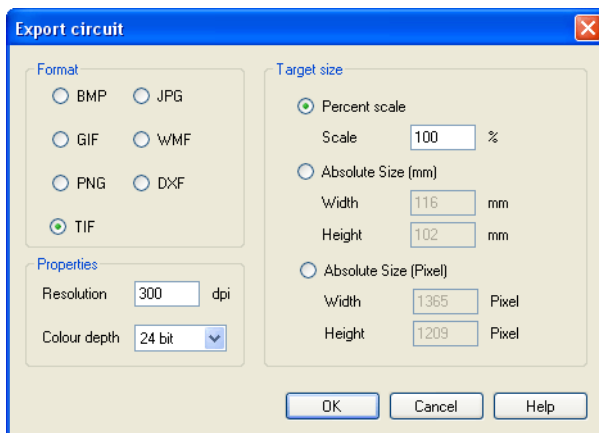 Export circuit
Format
BMP JPG
GIF WMF
PNG DXF
TIF
Properties
Resolution 300 dpi
Colour depth 24 bit
Target size
Percent scale
Scale 100 %
Absolute Size (mm)
Width 116 mm
Height 102 mm
Absolute Size (Pixel)
Width 1365 Pixel
Height 1209 Pixel
OK Cancel Help